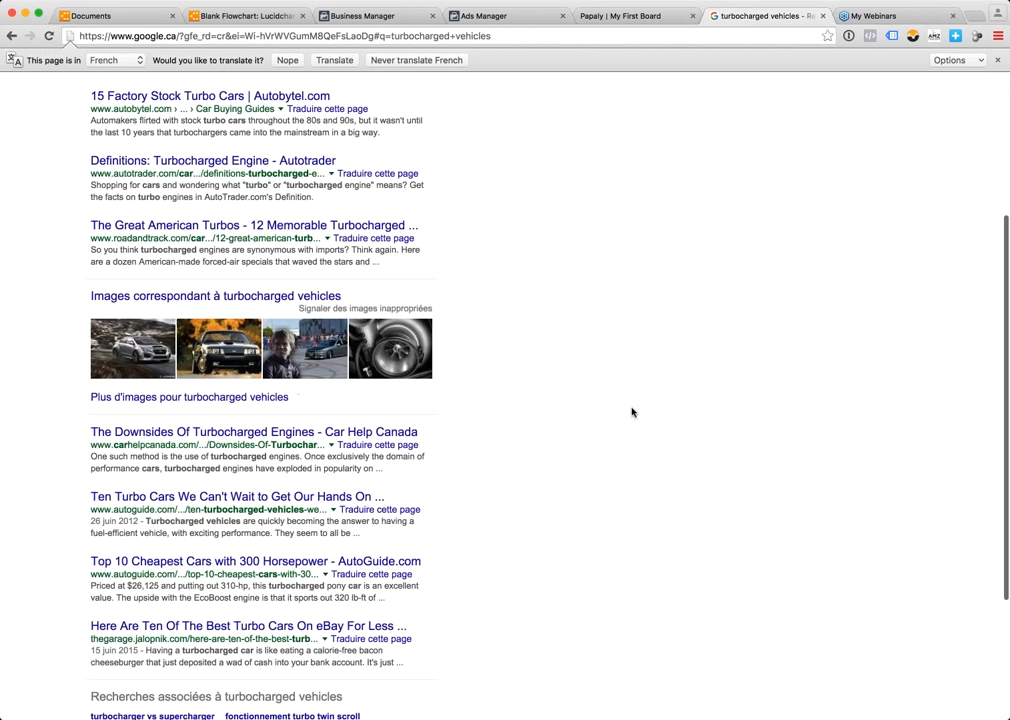 Documents
Blank Flowchart: Lucidchar
Business Manager
Ads Manager
Papaly | My First Board
turbocharged vehicles - Re
My Webinars
https://www.google.ca/?gfe_rd=cr&ei=Wi-hVrWVGumM8QeFsLaoDg#q=turbocharged+vehicles
This page is in French Would you like to translate it? Nope Translate Never translate French Options
15 Factory Stock Turbo Cars | Autobytel.com
www.autobytel.com › ... › Car Buying Guides Traduire cette page
Automakers flirted with stock turbo cars throughout the 80s and 90s, but it wasn't until
the last 10 years that turbochargers came into the mainstream in a big way.
Definitions: Turbocharged Engine - Autotrader
www.autotrader.com/car.../definitions-turbocharged-e... Traduire cette page
Shopping for cars and wondering what "turbo" or "turbocharged engine" means? Get
the facts on turbo engines in AutoTrader.com's Definition.
The Great American Turbos - 12 Memorable Turbocharged ...
www.roadandtrack.com/car.../12-great-american-turb... Traduire cette page
So you think turbocharged engines are synonymous with imports? Think again. Here
are a dozen American-made forced-air specials that waved the stars and ...
Images correspondant à turbocharged vehicles
Signaler des images inappropriées
Plus d'images pour turbocharged vehicles
The Downsides Of Turbocharged Engines - Car Help Canada
www.carhelpcanada.com/.../Downsides-Of-Turbochar... Traduire cette page
One such method is the use of turbocharged engines. Once exclusively the domain of
performance cars, turbocharged engines have exploded in popularity on ...
Ten Turbo Cars We Can't Wait to Get Our Hands On ...
www.autoguide.com/.../ten-turbocharged-vehicles-we... Traduire cette page
26 juin 2012 - Turbocharged vehicles are quickly becoming the answer to having a
fuel-efficient vehicle, with exciting performance. They seem to all be ...
Top 10 Cheapest Cars with 300 Horsepower - AutoGuide.com
www.autoguide.com/.../top-10-cheapest-cars-with-30... Traduire cette page
Priced at $26,125 and putting out 310-hp, this turbocharged pony car is an excellent
value. The upside with the EcoBoost engine is that it sports out 320 lb-ft of ...
Here Are Ten Of The Best Turbo Cars On eBay For Less ...
thegarage.jalopnik.com/here-are-ten-of-the-best-turb... Traduire cette page
15 juin 2015 - Having a turbocharged car is like eating a calorie-free bacon
cheeseburger that just deposited a wad of cash into your bank account. It's just ...
Recherches associées à turbocharged vehicles
turbocharger vs supercharger fonctionnement turbo twin scroll